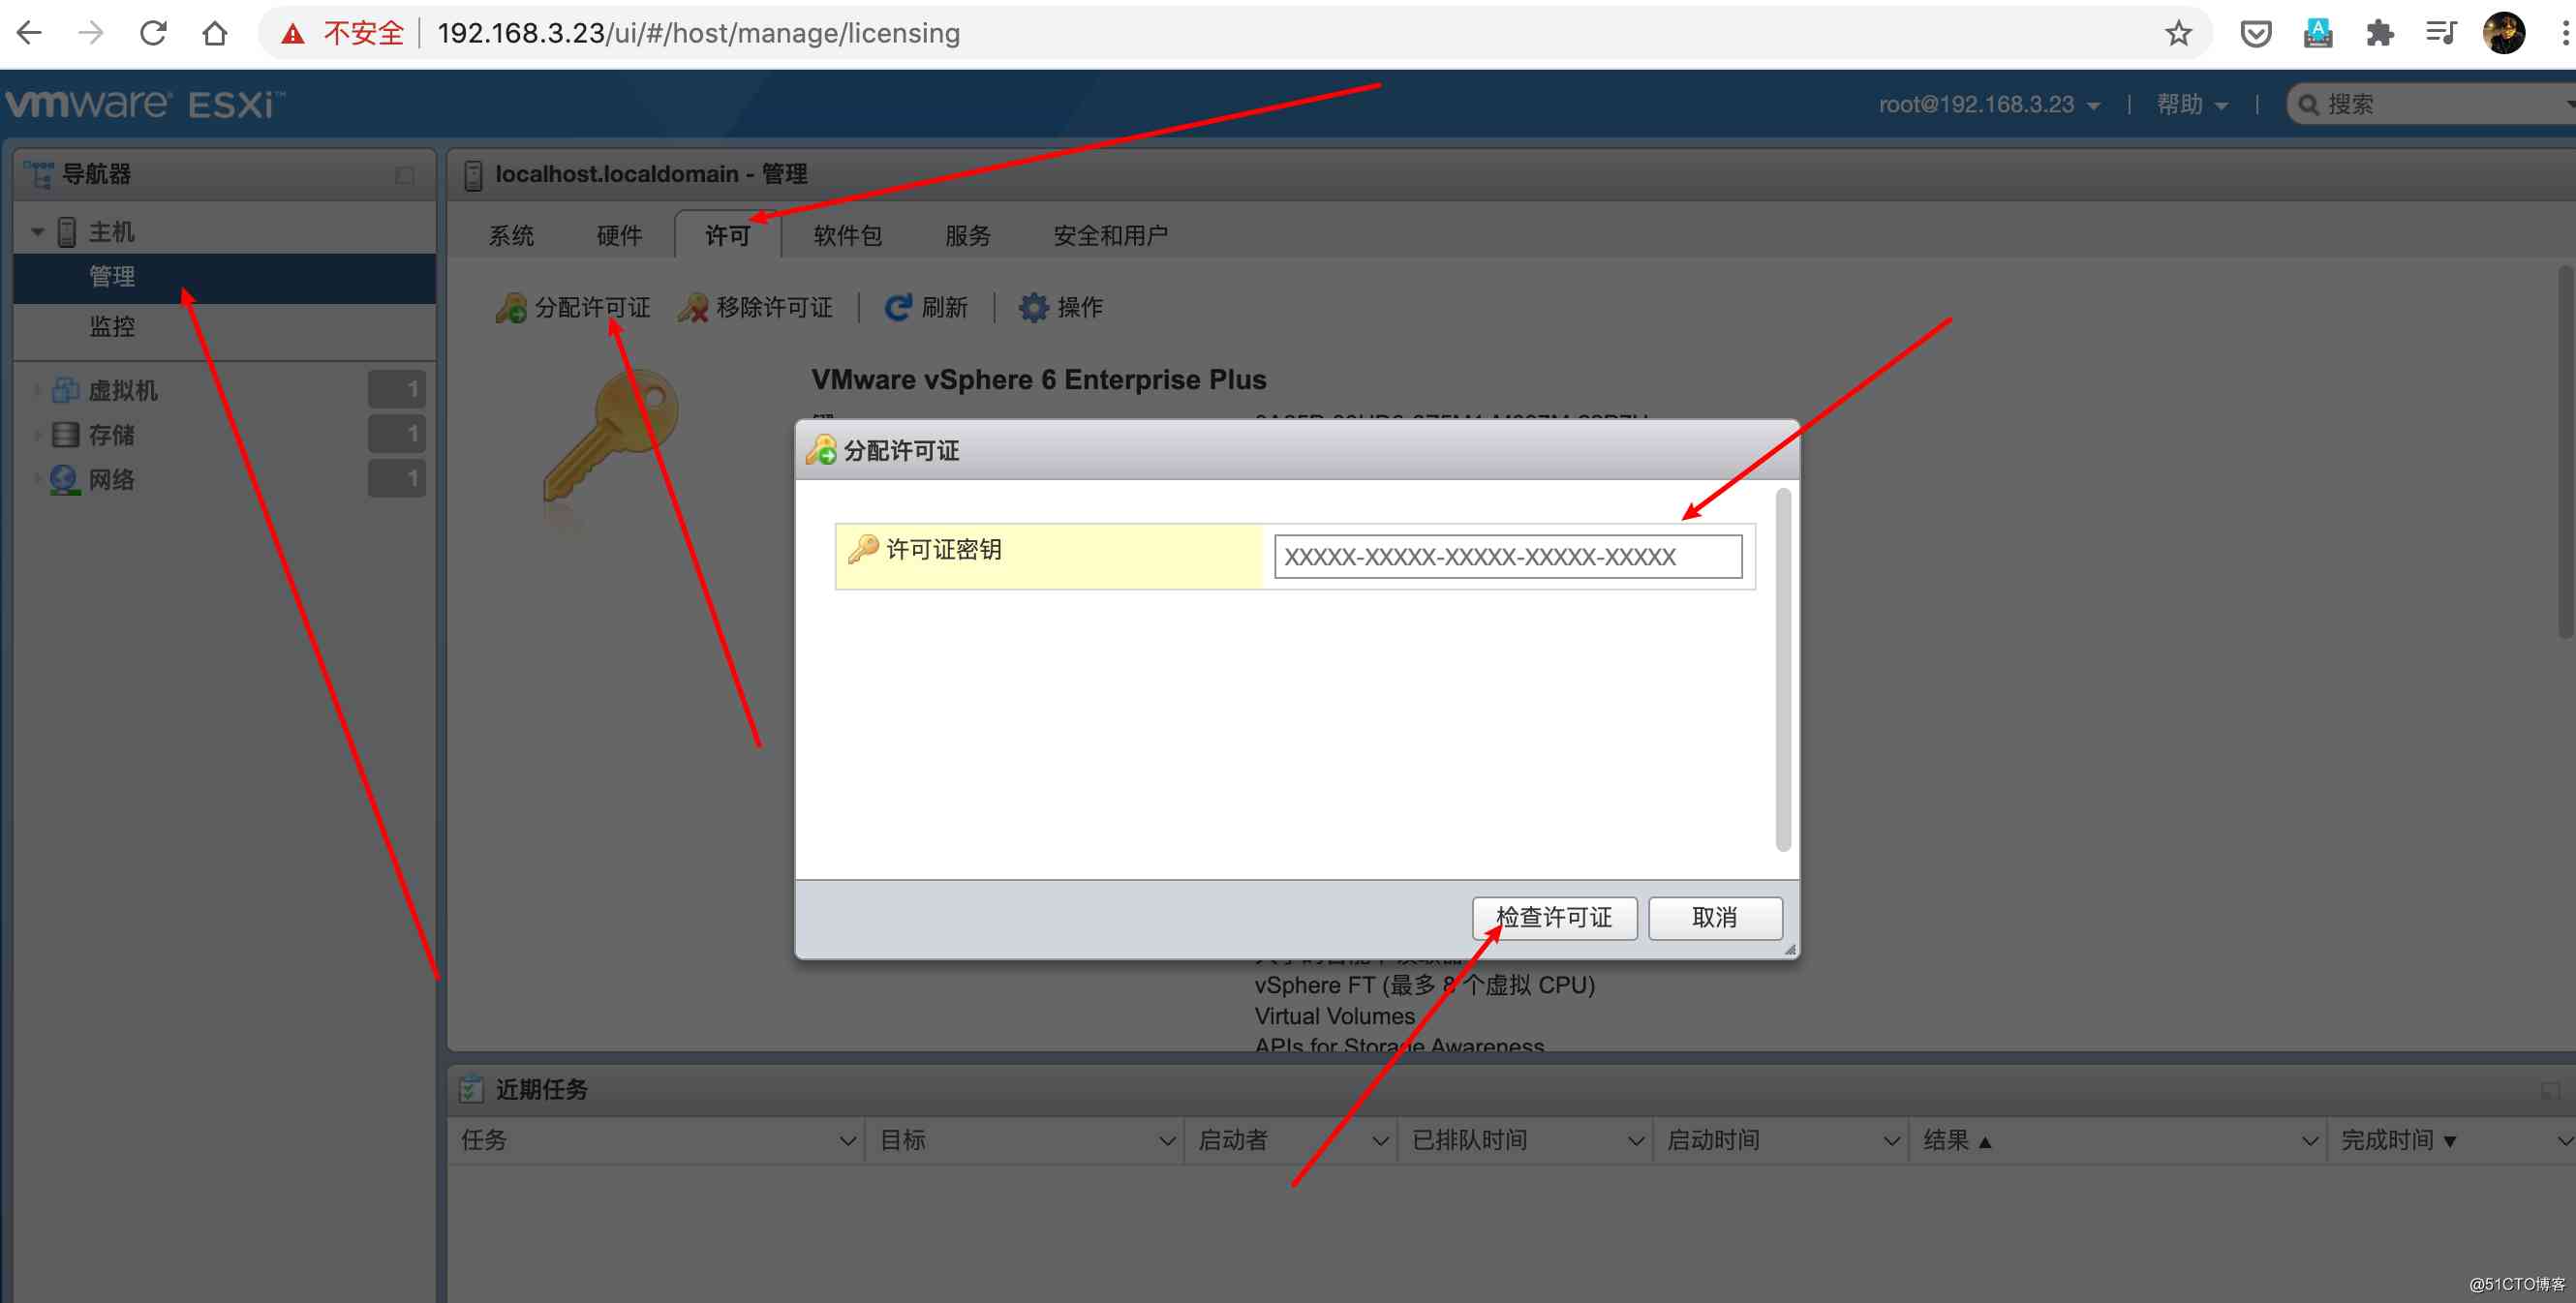 不安全 192.168.3.23/ui/#/host/manage/licensing
vmware ESXi™
root@192.168.3.23 | 帮助 | 搜索
导航器
主机
管理
监控
虚拟机 1
存储 1
网络 1
localhost.localdomain - 管理
系统 硬件 许可 软件包 服务 安全和用户
分配许可证 移除许可证 刷新 操作
VMware vSphere 6 Enterprise Plus
分配许可证
许可证密钥 XXXXX-XXXXX-XXXXX-XXXXX-XXXXX
检查许可证 取消
vSphere FT (最多 8 个虚拟 CPU)
Virtual Volumes
APIs for Storage Awareness
近期任务
任务 目标 启动者 已排队时间 启动时间 结果 ▲ 完成时间 ▼
@51CTO博客